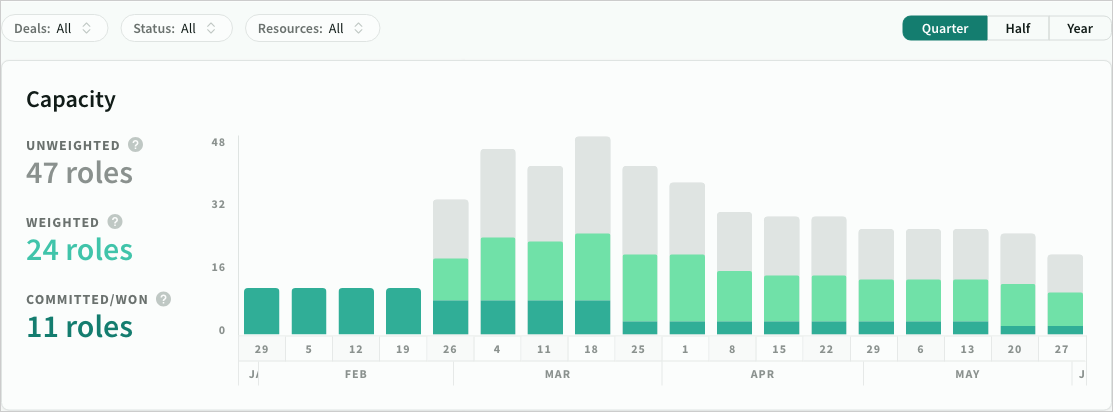 Deals: All
Status: All
Resources: All
Quarter
Half
Year
Capacity
UNWEIGHTED ?
47 roles
WEIGHTED ?
24 roles
COMMITTED/WON ?
11 roles
48
32
16
0
29 5 12 19 26 4 11 18 25 1 8 15 22 29 6 13 20 27
FEB MAR APR MAY J